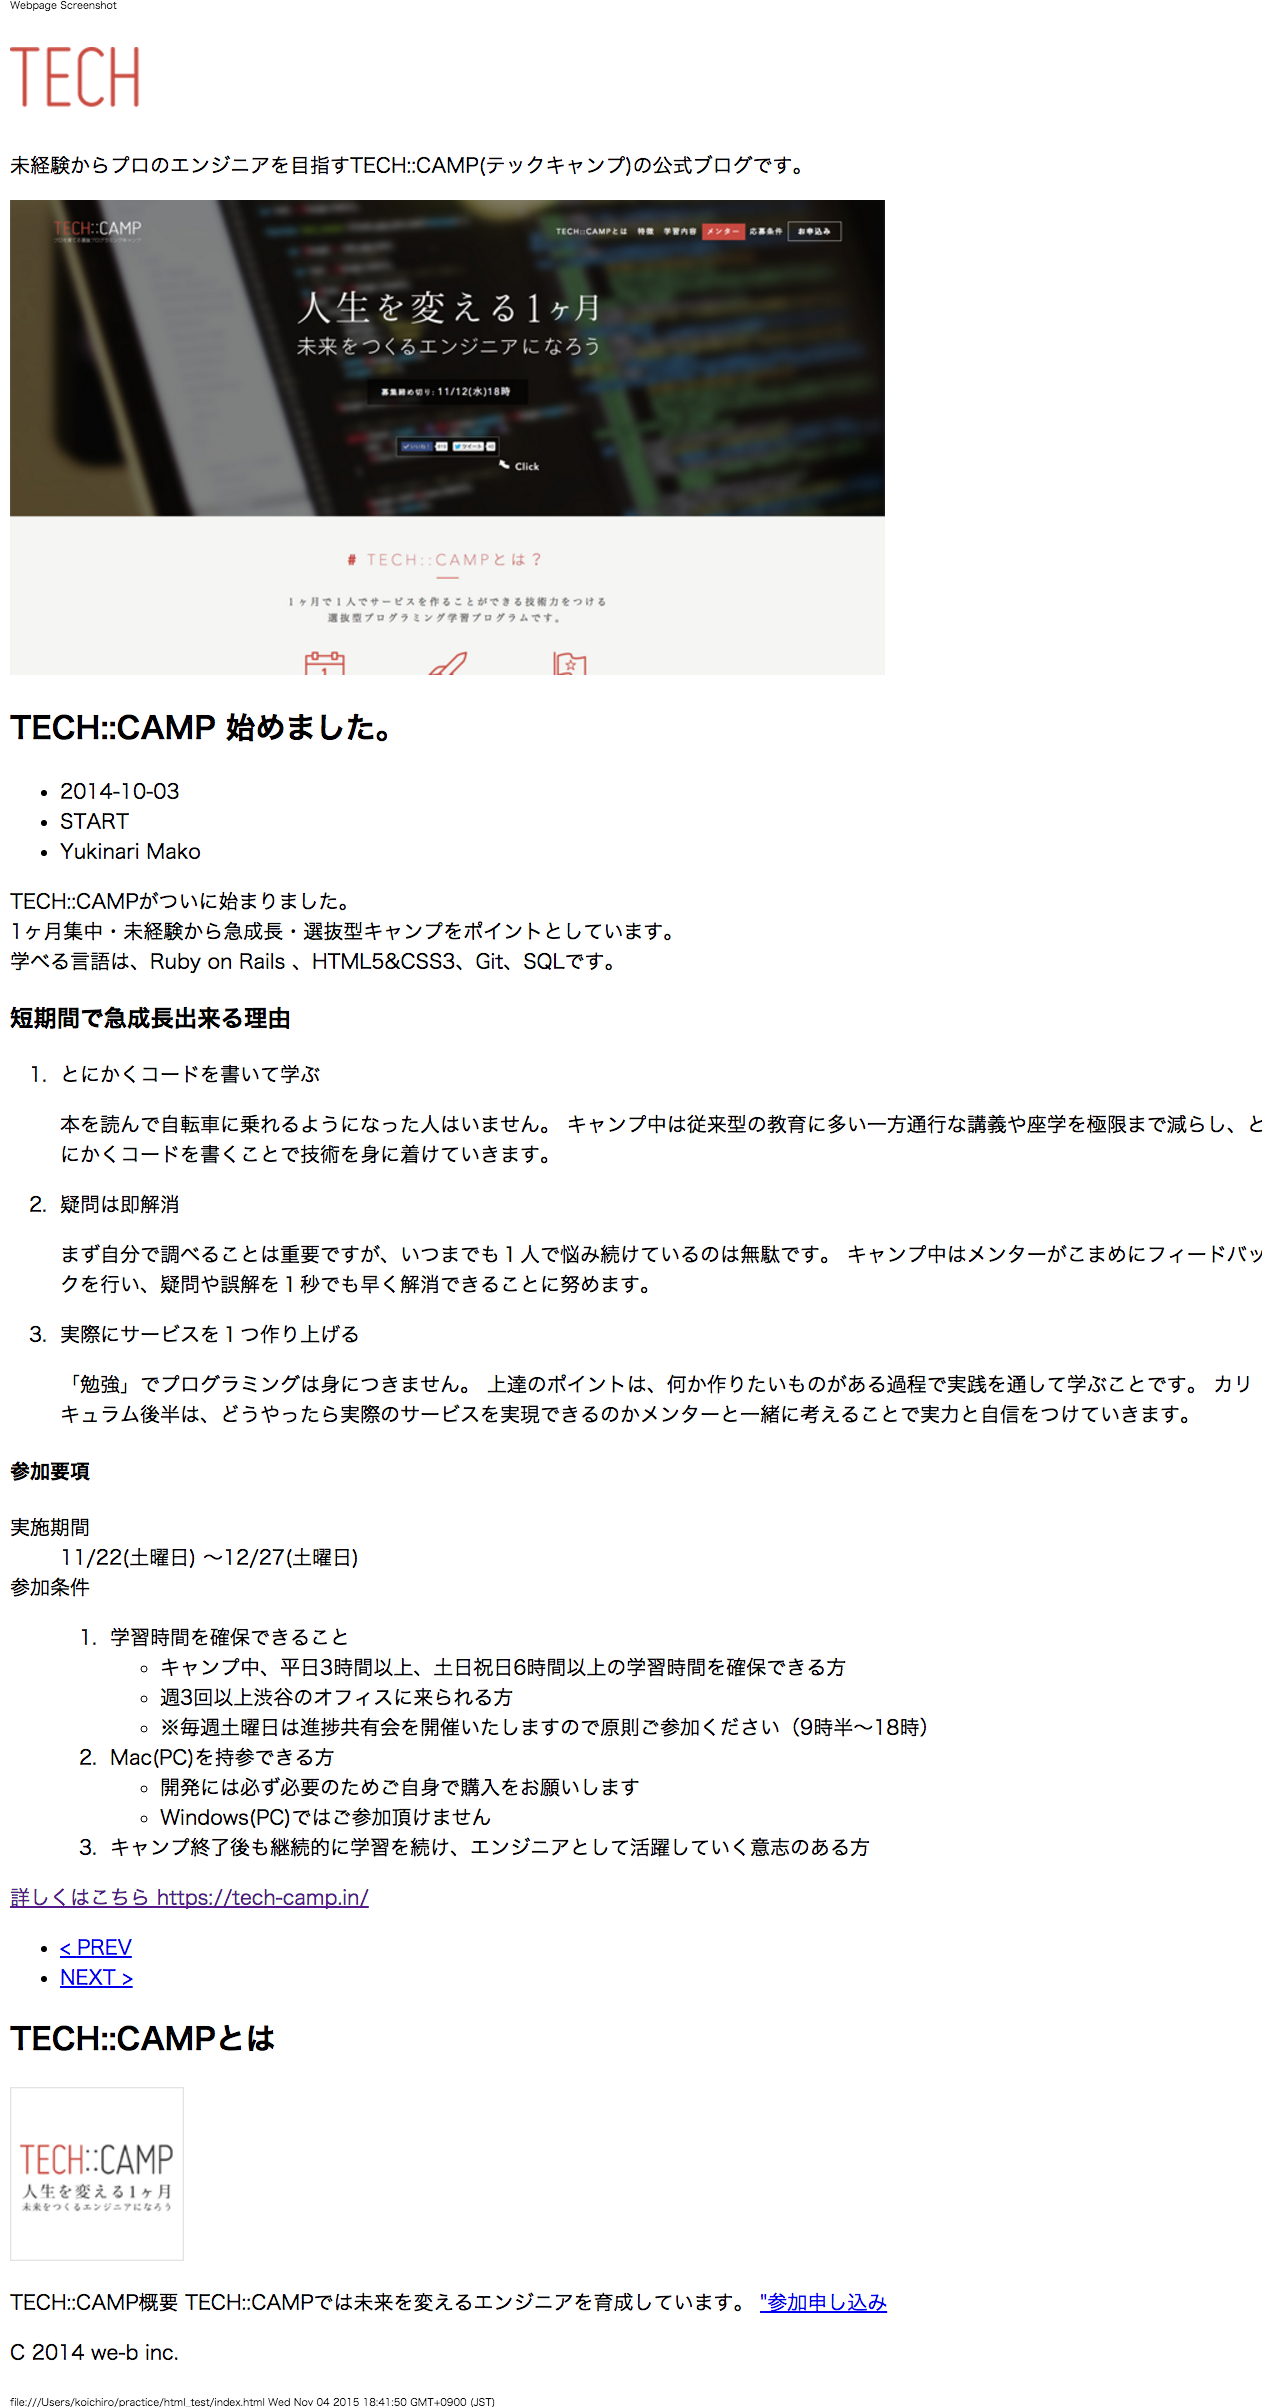 Webpage Screenshot
TECH
未経験からプロのエンジニアを目指すTECH::CAMP(テックキャンプ)の公式ブログです。
TECH::CAMP
TECH::CAMPとは 特徴 学習内容 メンター 応募条件 お申込み
人生を変える1ヶ月
未来をつくるエンジニアになろう
募集締め切り: 11/12(水)18時
いいね! ツイート
Click
# TECH::CAMPとは？
1ヶ月で1人でサービスを作ることができる技術力をつける
選抜型プログラミング学習プログラムです。
1
TECH::CAMP 始めました。
• 2014-10-03
• START
• Yukinari Mako
TECH::CAMPがついに始まりました。
1ヶ月集中・未経験から急成長・選抜型キャンプをポイントとしています。
学べる言語は、Ruby on Rails 、HTML5&CSS3、Git、SQLです。
短期間で急成長出来る理由
1. とにかくコードを書いて学ぶ
本を読んで自転車に乗れるようになった人はいません。 キャンプ中は従来型の教育に多い一方通行な講義や座学を極限まで減らし、と
にかくコードを書くことで技術を身に着けていきます。
2. 疑問は即解消
まず自分で調べることは重要ですが、いつまでも１人で悩み続けているのは無駄です。 キャンプ中はメンターがこまめにフィードバッ
クを行い、疑問や誤解を１秒でも早く解消できることに努めます。
3. 実際にサービスを１つ作り上げる
「勉強」でプログラミングは身につきません。 上達のポイントは、何か作りたいものがある過程で実践を通して学ぶことです。 カリ
キュラム後半は、どうやったら実際のサービスを実現できるのかメンターと一緒に考えることで実力と自信をつけていきます。
参加要項
実施期間
11/22(土曜日) 〜12/27(土曜日)
参加条件
1. 学習時間を確保できること
◦ キャンプ中、平日3時間以上、土日祝日6時間以上の学習時間を確保できる方
◦ 週3回以上渋谷のオフィスに来られる方
◦ ※毎週土曜日は進捗共有会を開催いたしますので原則ご参加ください（9時半〜18時）
2. Mac(PC)を持参できる方
◦ 開発には必ず必要のためご自身で購入をお願いします
◦ Windows(PC)ではご参加頂けません
3. キャンプ終了後も継続的に学習を続け、エンジニアとして活躍していく意志のある方
詳しくはこちら https://tech-camp.in/
• < PREV
• NEXT >
TECH::CAMPとは
TECH::CAMP
人生を変える1ヶ月
未来をつくるエンジニアになろう
TECH::CAMP概要 TECH::CAMPでは未来を変えるエンジニアを育成しています。 "参加申し込み
C 2014 we-b inc.
file:///Users/koichiro/practice/html_test/index.html Wed Nov 04 2015 18:41:50 GMT+0900 (JST)